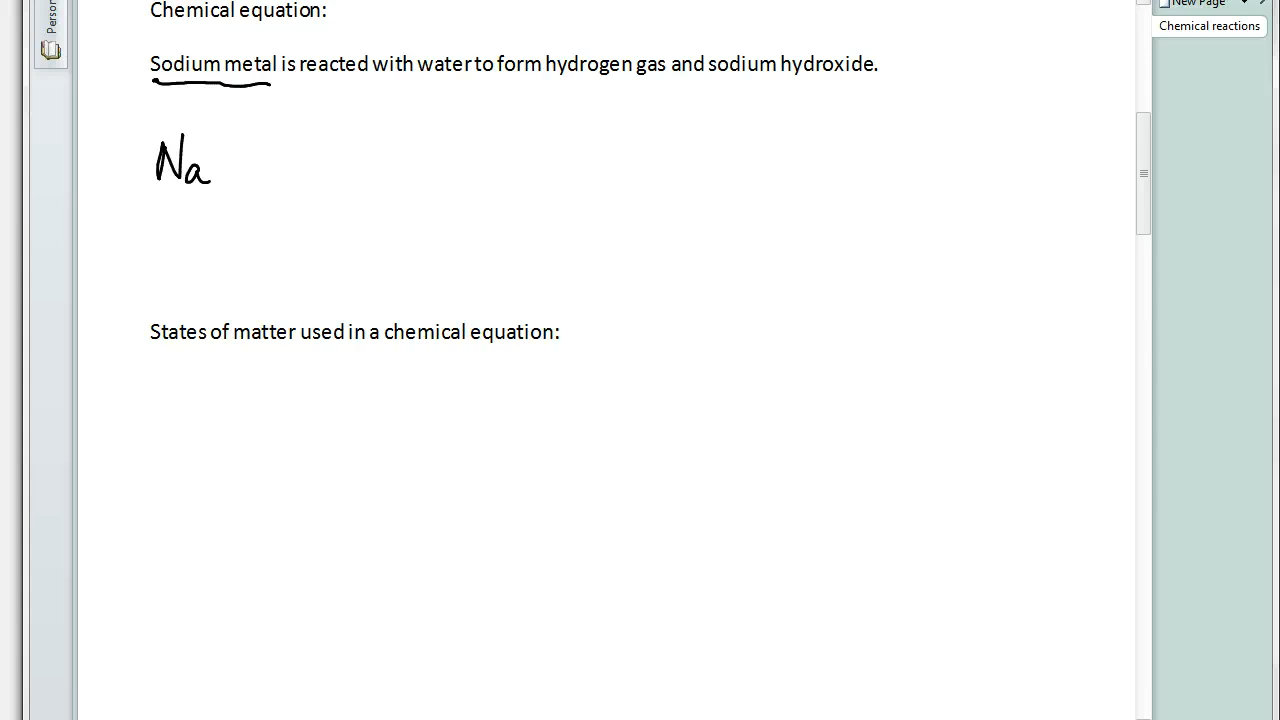 New Page
Chemical reactions
Person
Chemical equation:
Sodium metal is reacted with water to form hydrogen gas and sodium hydroxide.
Na
States of matter used in a chemical equation: